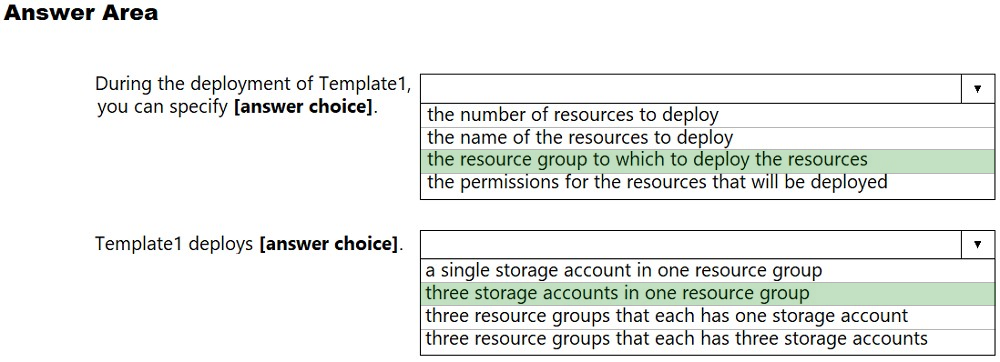 Answer Area
During the deployment of Template1,
you can specify [answer choice].
the number of resources to deploy
the name of the resources to deploy
the resource group to which to deploy the resources
the permissions for the resources that will be deployed
Template1 deploys [answer choice].
a single storage account in one resource group
three storage accounts in one resource group
three resource groups that each has one storage account
three resource groups that each has three storage accounts